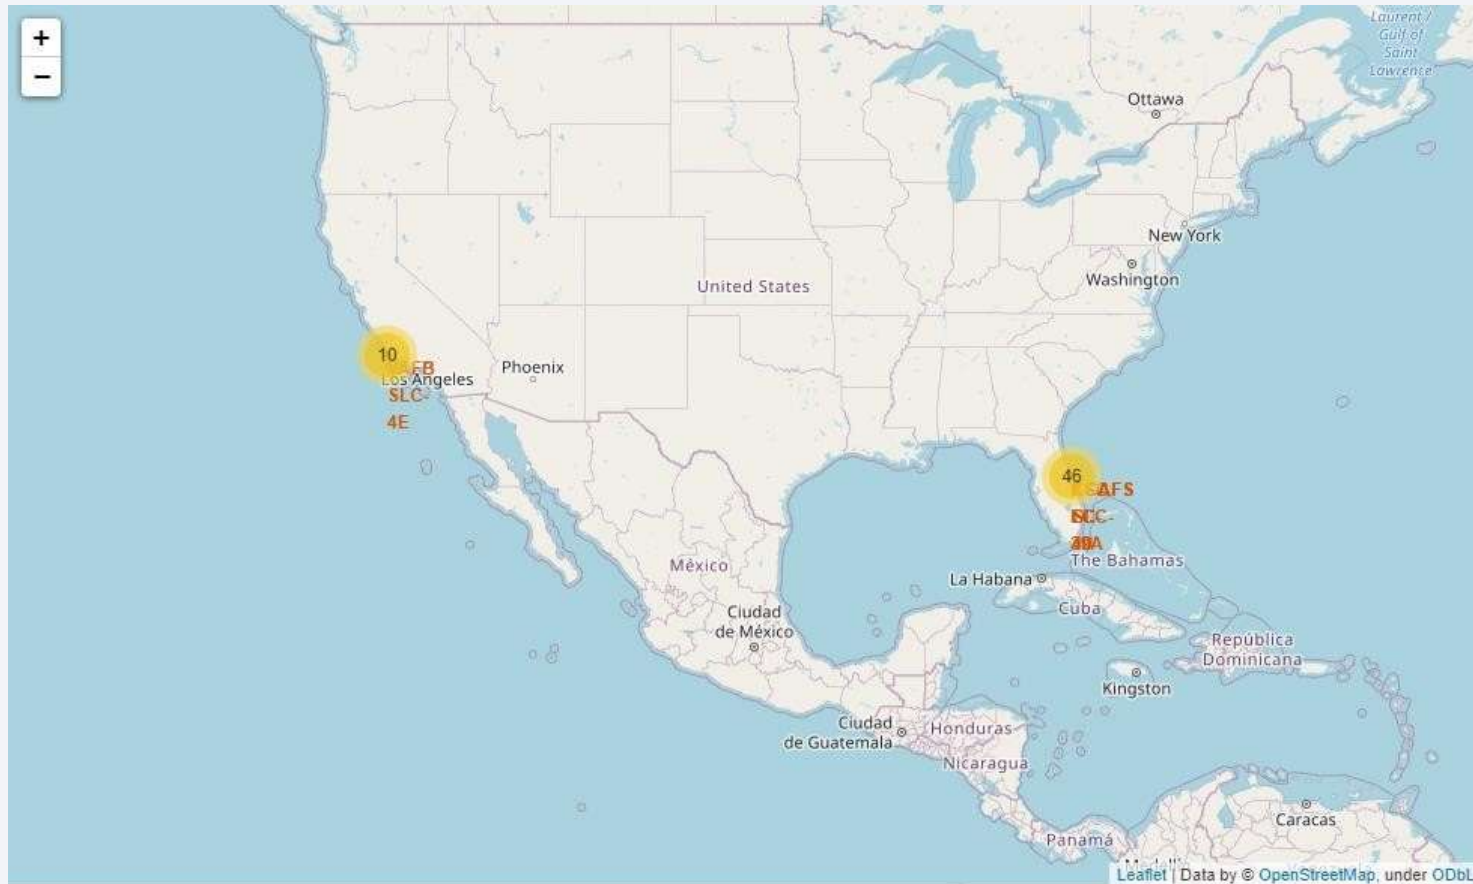 +
−
Laurent /
Gulf of
Saint
Lawrence
Ottawa
New York
Washington
United States
10
Los Angeles
SLC-
4E
Phoenix
46
AFS
The Bahamas
México
La Habana
Cuba
Ciudad
de México
República
Dominicana
Kingston
Ciudad
de Guatemala
Honduras
Nicaragua
Caracas
Panamá
Leaflet | Data by © OpenStreetMap, under ODbL